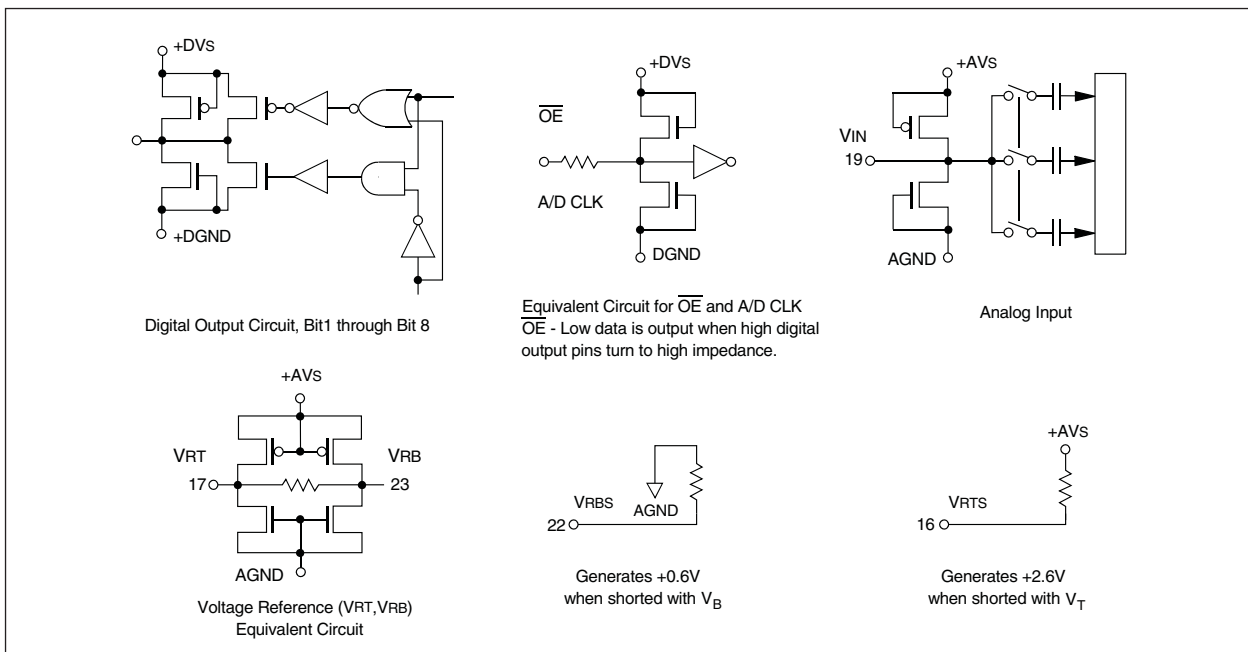 +DVS
+DGND
Digital Output Circuit, Bit1 through Bit 8
+DVS
OE
A/D CLK
DGND
Equivalent Circuit for OE and A/D CLK
OE - Low data is output when high digital
output pins turn to high impedance.
+AVS
VIN
19
AGND
Analog Input
+AVS
VRT
VRB
17
23
AGND
Voltage Reference (VRT,VRB)
Equivalent Circuit
VRBS
AGND
22
Generates +0.6V
when shorted with VB
+AVS
VRTS
16
Generates +2.6V
when shorted with VT